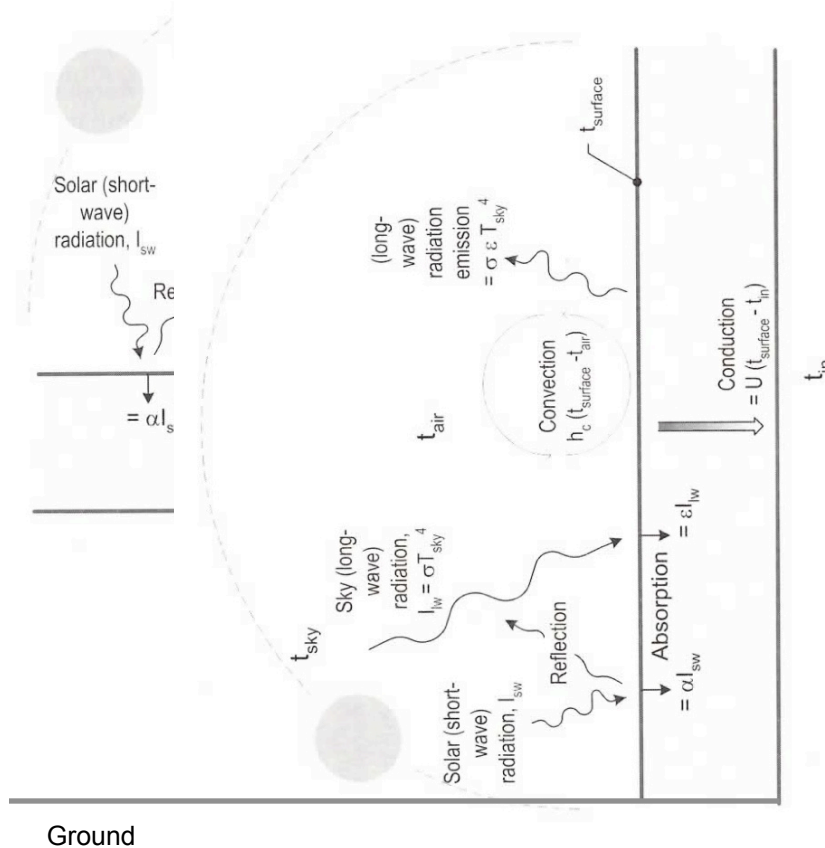 Solar (short-
wave)
radiation, I_sw
Re
= αI_s
t_surface
(long-
wave)
radiation
emission
= σ ε T_sky^4
Convection
h_c (t_surface - t_air)
t_air
Conduction
= U (t_surface - t_in)
t_in
t_sky
Sky (long-
wave)
radiation,
I_lw = σT_sky^4
Reflection
Absorption
= εI_lw
= αI_sw
Solar (short-
wave)
radiation, I_sw
Ground